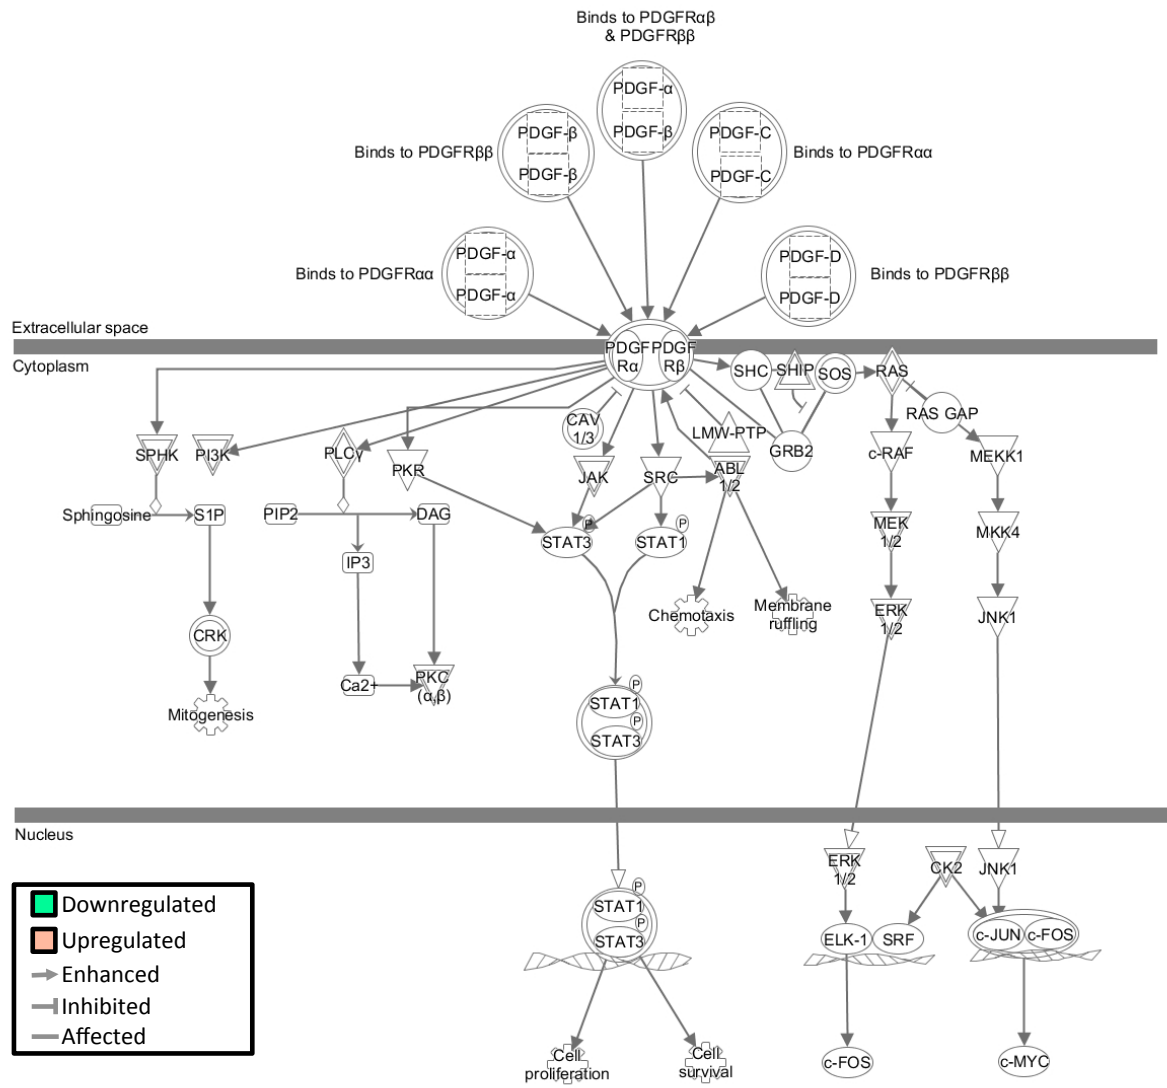 Binds to PDGFRαβ
& PDGFRββ
PDGF-α
PDGF-β
PDGF-β
PDGF-β
Binds to PDGFRββ
PDGF-C
PDGF-C
Binds to PDGFRαα
PDGF-α
PDGF-α
Binds to PDGFRαα
PDGF-D
PDGF-D
Binds to PDGFRββ
Extracellular space
Cytoplasm
PDGF
Rα
PDGF
Rβ
SHC
SHIP
SOS
RAS
RAS GAP
CAV
1/3
LMW-PTP
GRB2
SPHK
PI3K
PLCγ
PKR
JAK
SRC
ABL
1/2
c-RAF
MEKK1
Sphingosine
S1P
PIP2
DAG
STAT3
P
STAT1
P
MEK
1/2
MKK4
IP3
Chemotaxis
Membrane
ruffling
ERK
1/2
JNK1
CRK
Ca2+
PKC
(α,β)
Mitogenesis
P
STAT1
P
STAT3
Nucleus
ERK
1/2
CK2
JNK1
P
STAT1
P
STAT3
ELK-1
SRF
c-JUN
c-FOS
Cell
proliferation
Cell
survival
c-FOS
c-MYC
Downregulated
Upregulated
Enhanced
Inhibited
Affected